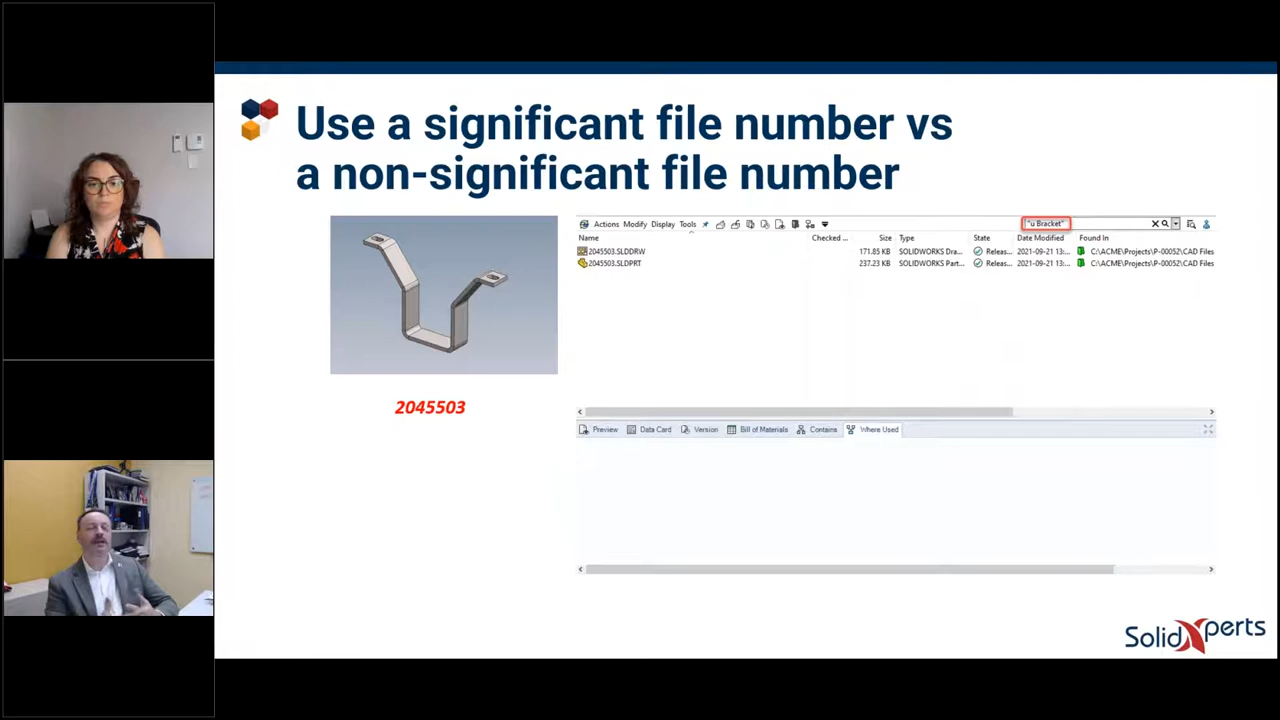 Use a significant file number vs
a non-significant file number
Actions Modify Display Tools "u Bracket"
Name Checked ... Size Type State Date Modified Found In
2045503.SLDDRW 171.85 KB SOLIDWORKS Dra... Releas... 2021-09-21 13:... C:\ACME\Projects\P-00052\CAD Files
2045503.SLDPRT 237.23 KB SOLIDWORKS Part... Releas... 2021-09-21 13:... C:\ACME\Projects\P-00052\CAD Files
2045503
Preview Data Card Version Bill of Materials Contains Where Used
SolidXperts